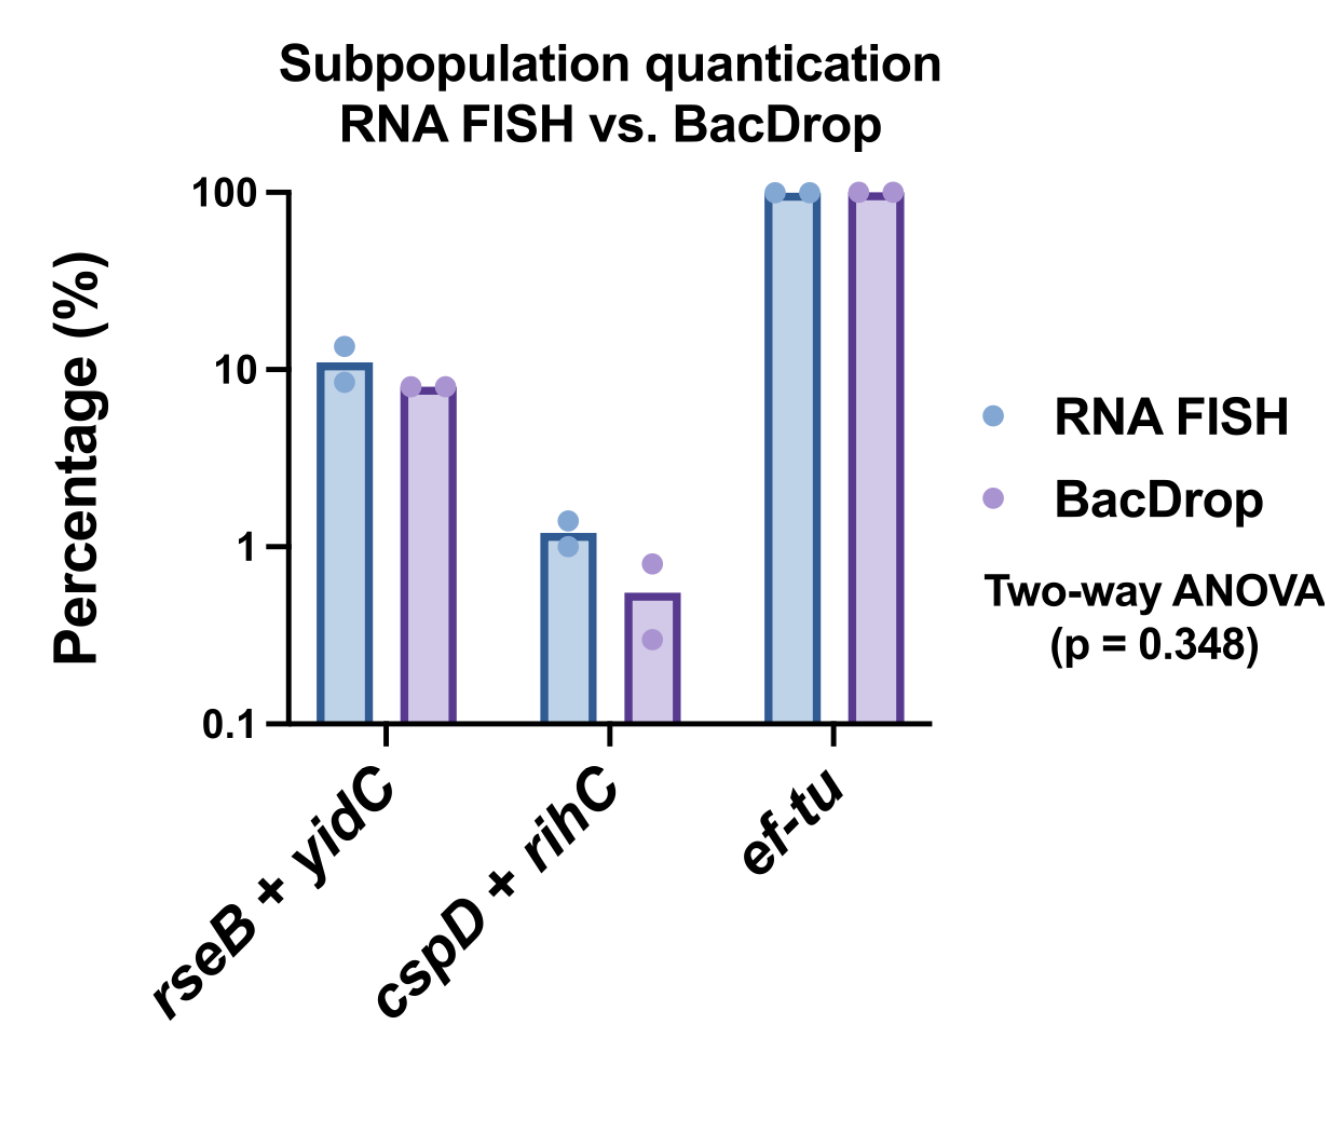 Subpopulation quantication
RNA FISH vs. BacDrop
Percentage (%)
100
10
1
0.1
rseB + yidC
cspD + rihC
ef-tu
RNA FISH
BacDrop
Two-way ANOVA
(p = 0.348)